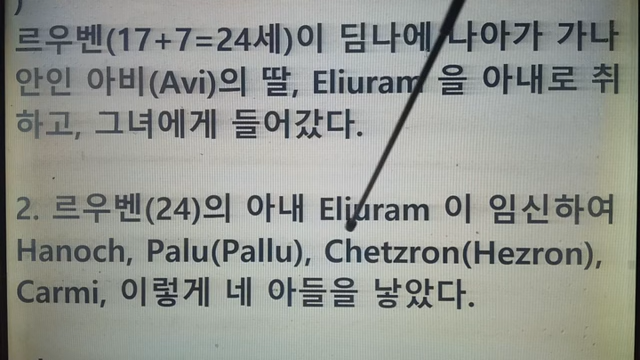 )
르우벤(17+7=24세)이 딤나에 나아가 가나
안인 아비(Avi)의 딸, Eliuram 을 아내로 취
하고, 그녀에게 들어갔다.
2. 르우벤(24)의 아내 Eliuram 이 임신하여
Hanoch, Palu(Pallu), Chetzron(Hezron),
Carmi, 이렇게 네 아들을 낳았다.